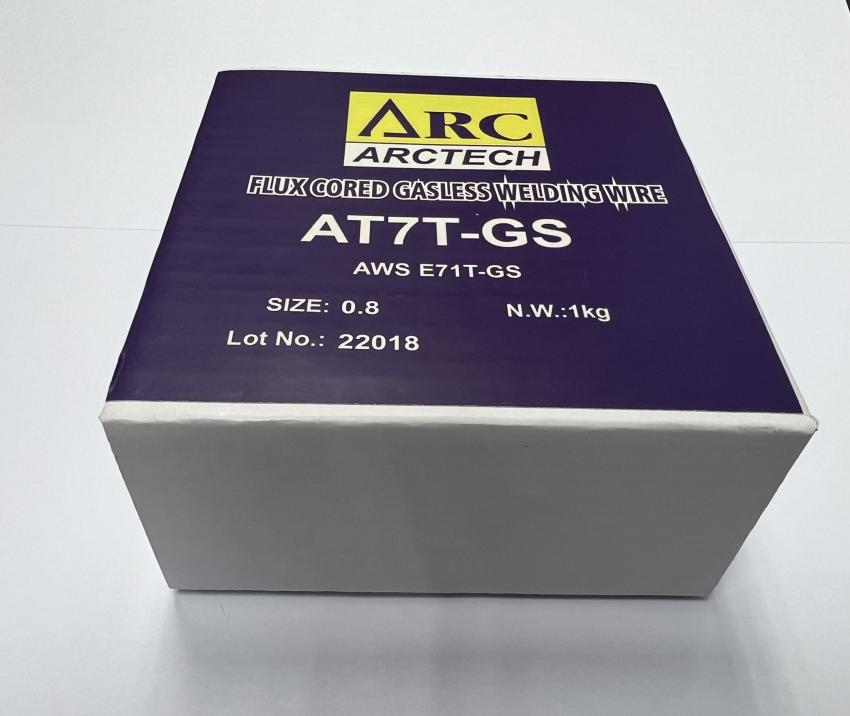 ARC
ARCTECH
FLUX CORED GASLESS WELDING WIRE
AT7T-GS
AWS E71T-GS
SIZE: 0.8 N.W.:1kg
Lot No.: 22018